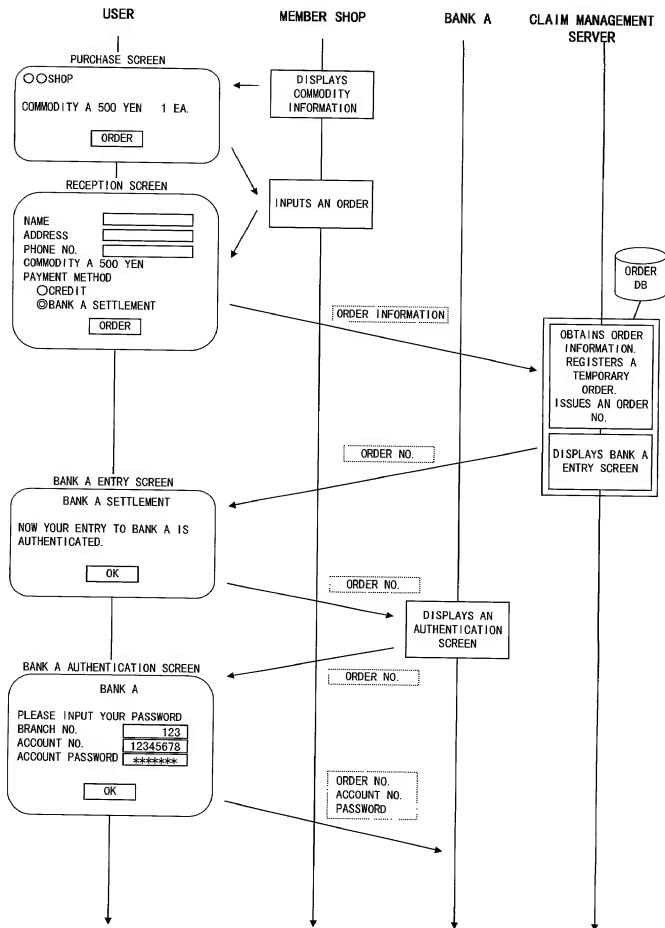 USER
MEMBER SHOP
BANK A
CLAIM MANAGEMENT
SERVER
PURCHASE SCREEN
○○SHOP
COMMODITY A 500 YEN 1 EA.
ORDER
DISPLAYS
COMMODITY
INFORMATION
RECEPTION SCREEN
INPUTS AN ORDER
NAME
ADDRESS
PHONE NO.
COMMODITY A 500 YEN
PAYMENT METHOD
○CREDIT
◎BANK A SETTLEMENT
ORDER
ORDER INFORMATION
ORDER
DB
OBTAINS ORDER
INFORMATION.
REGISTERS A
TEMPORARY
ORDER.
ISSUES AN ORDER
NO.
DISPLAYS BANK A
ENTRY SCREEN
ORDER NO.
BANK A ENTRY SCREEN
BANK A SETTLEMENT
NOW YOUR ENTRY TO BANK A IS
AUTHENTICATED.
OK
ORDER NO.
DISPLAYS AN
AUTHENTICATION
SCREEN
ORDER NO.
BANK A AUTHENTICATION SCREEN
BANK A
PLEASE INPUT YOUR PASSWORD
BRANCH NO. 123
ACCOUNT NO. 12345678
ACCOUNT PASSWORD *******
OK
ORDER NO.
ACCOUNT NO.
PASSWORD